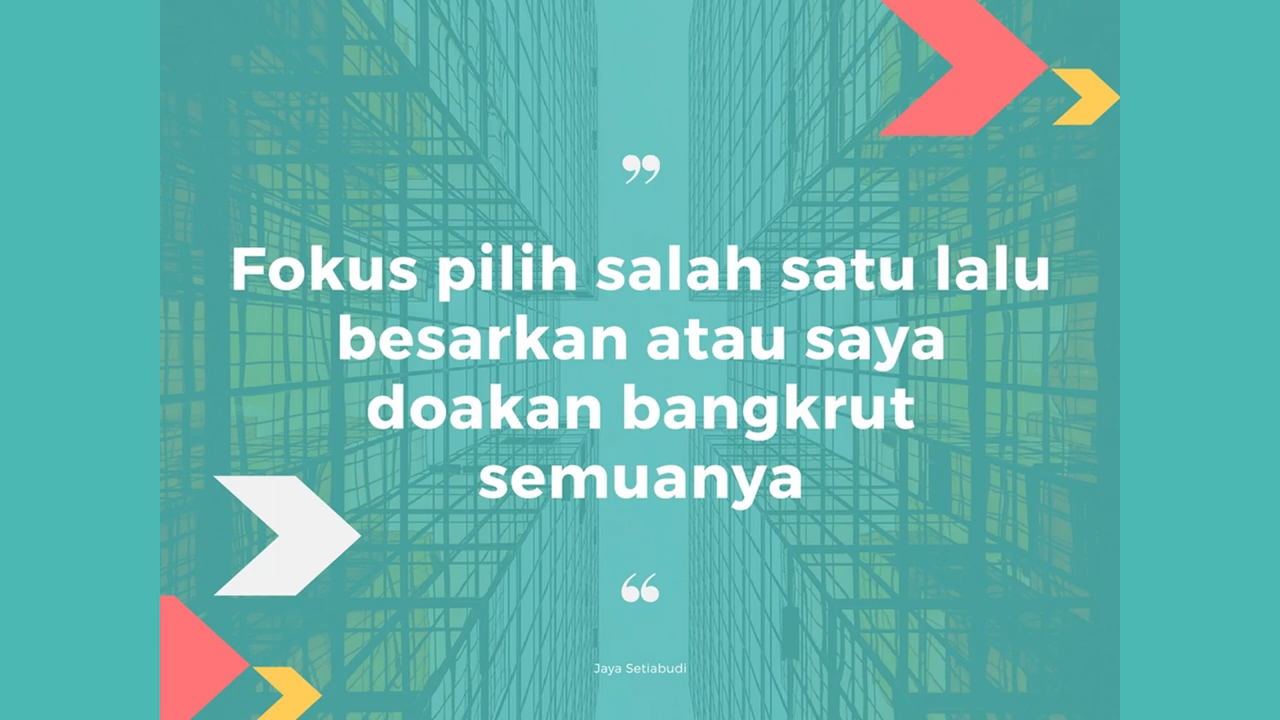 ”
Fokus pilih salah satu lalu
besarkan atau saya
doakan bangkrut
semuanya
“
Jaya Setiabudi